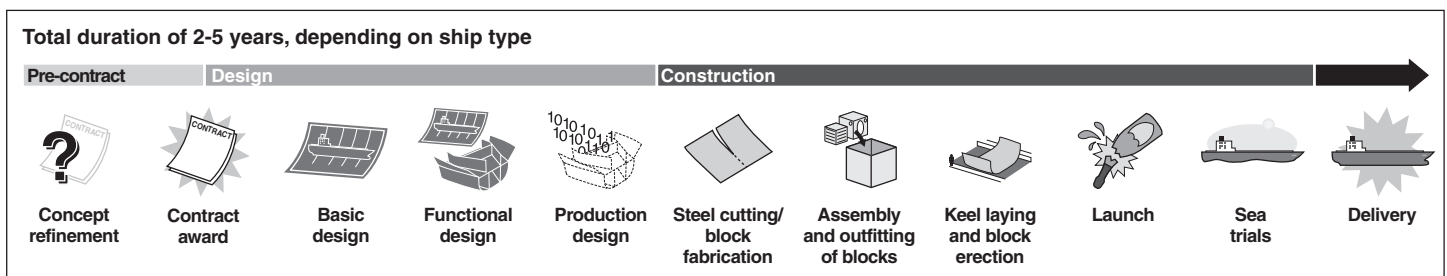 Total duration of 2-5 years, depending on ship type
Pre-contract
Design
Construction
CONTRACT
CONTRACT
Concept
refinement
Contract
award
Basic
design
Functional
design
Production
design
Steel cutting/
block
fabrication
Assembly
and outfitting
of blocks
Keel laying
and block
erection
Launch
Sea
trials
Delivery